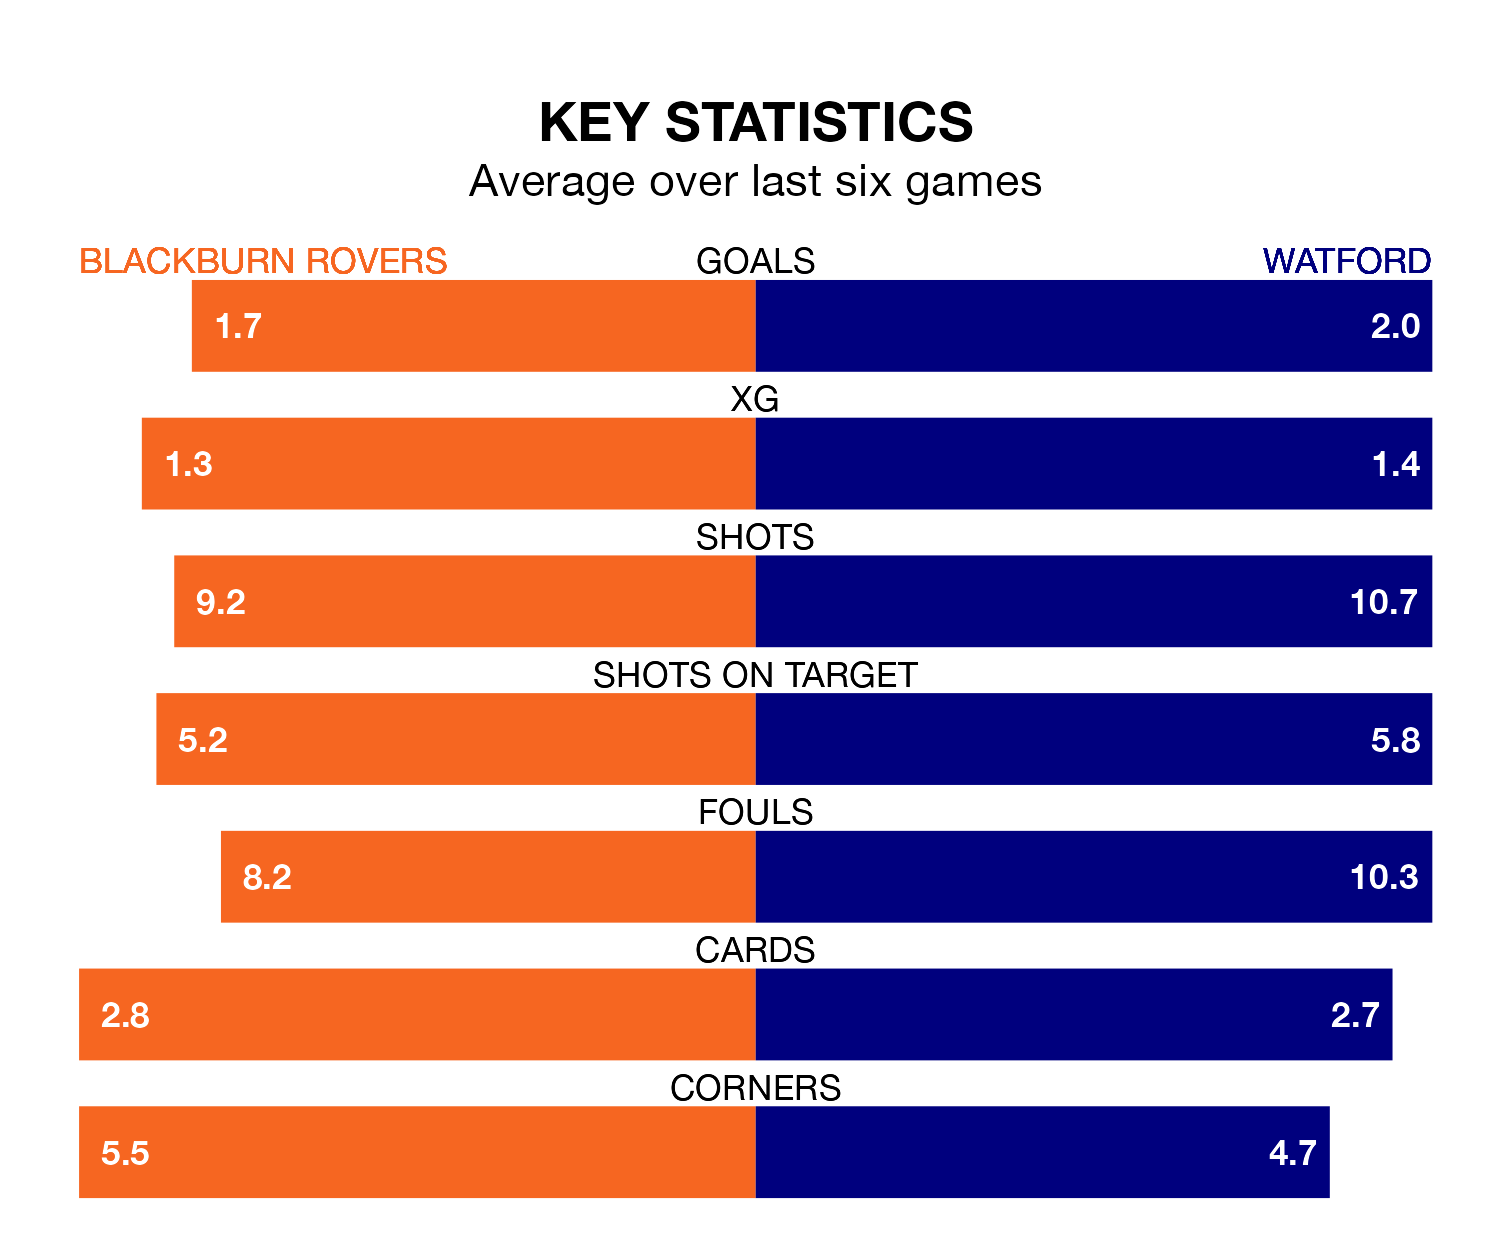 KEY STATISTICS
Average over last six games
BLACKBURN ROVERS GOALS WATFORD
1.7 2.0
XG
1.3 1.4
SHOTS
9.2 10.7
SHOTS ON TARGET
5.2 5.8
FOULS
8.2 10.3
CARDS
2.8 2.7
CORNERS
5.5 4.7